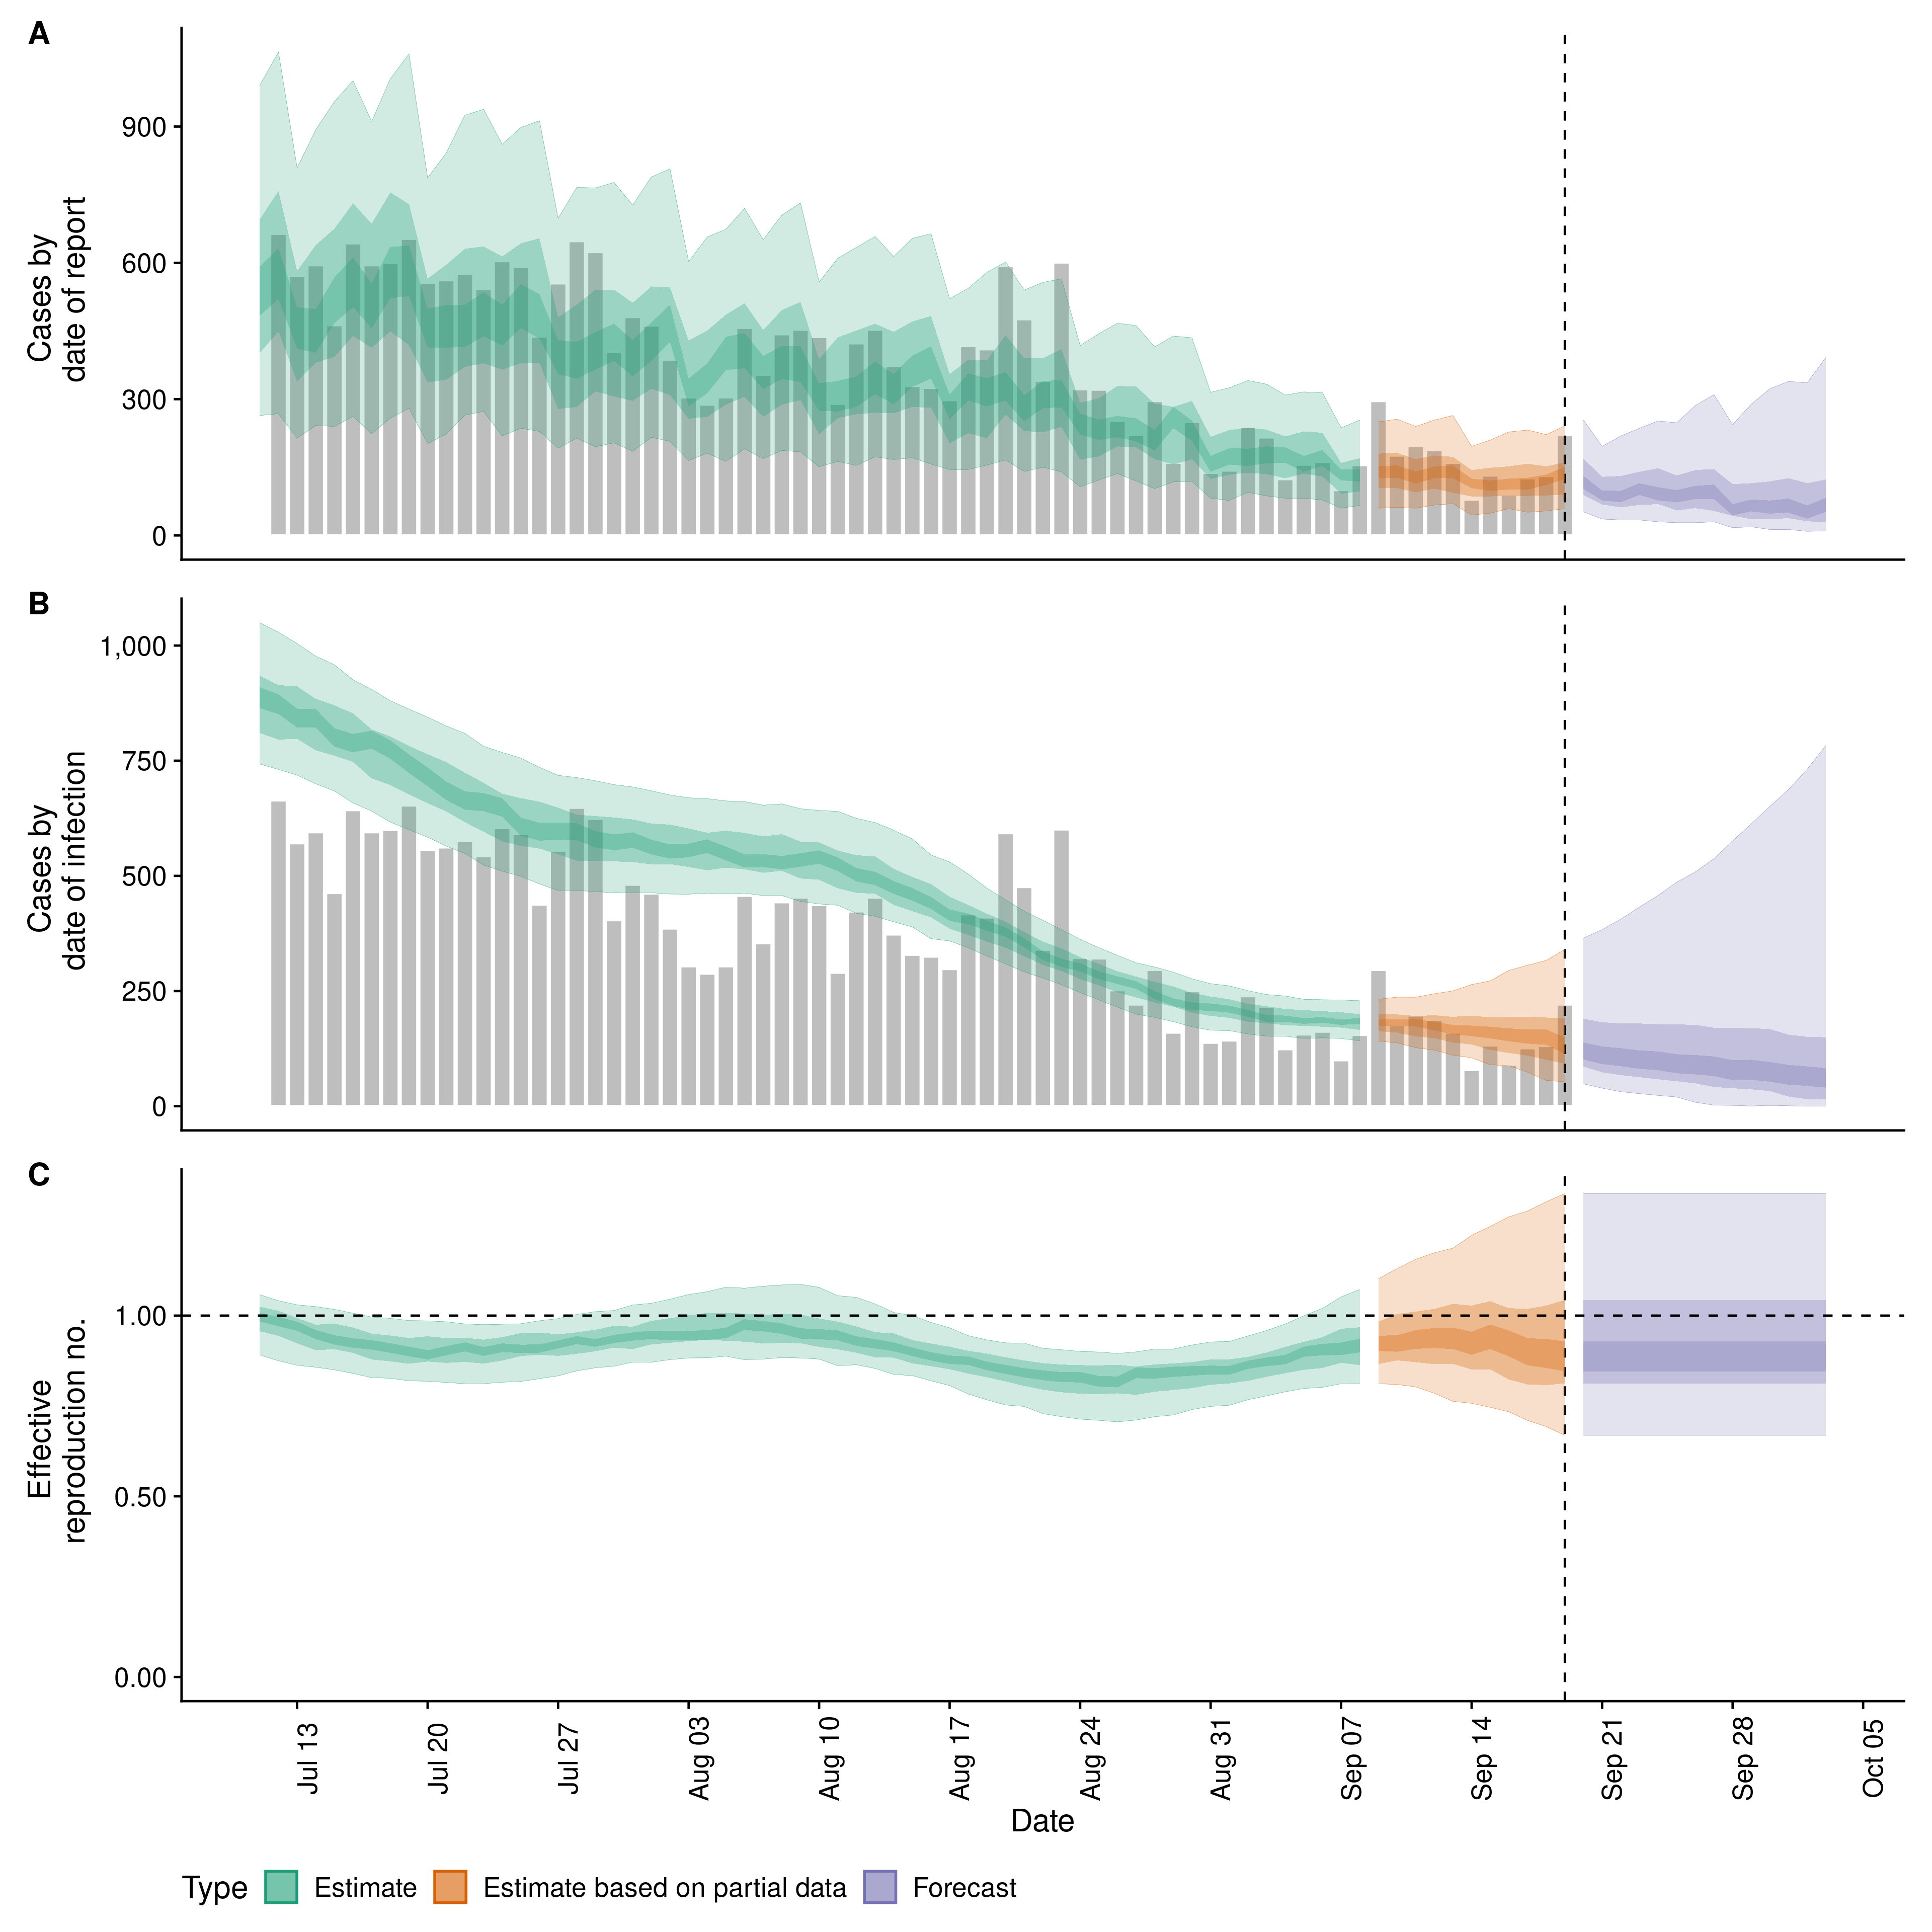 A
Cases by
date of report
900
600
300
0
B
Cases by
date of infection
1,000
750
500
250
0
C
Effective
reproduction no.
1.00
0.50
0.00
Jul 13
Jul 20
Jul 27
Aug 03
Aug 10
Aug 17
Aug 24
Aug 31
Sep 07
Sep 14
Sep 21
Sep 28
Oct 05
Date
Type Estimate Estimate based on partial data Forecast